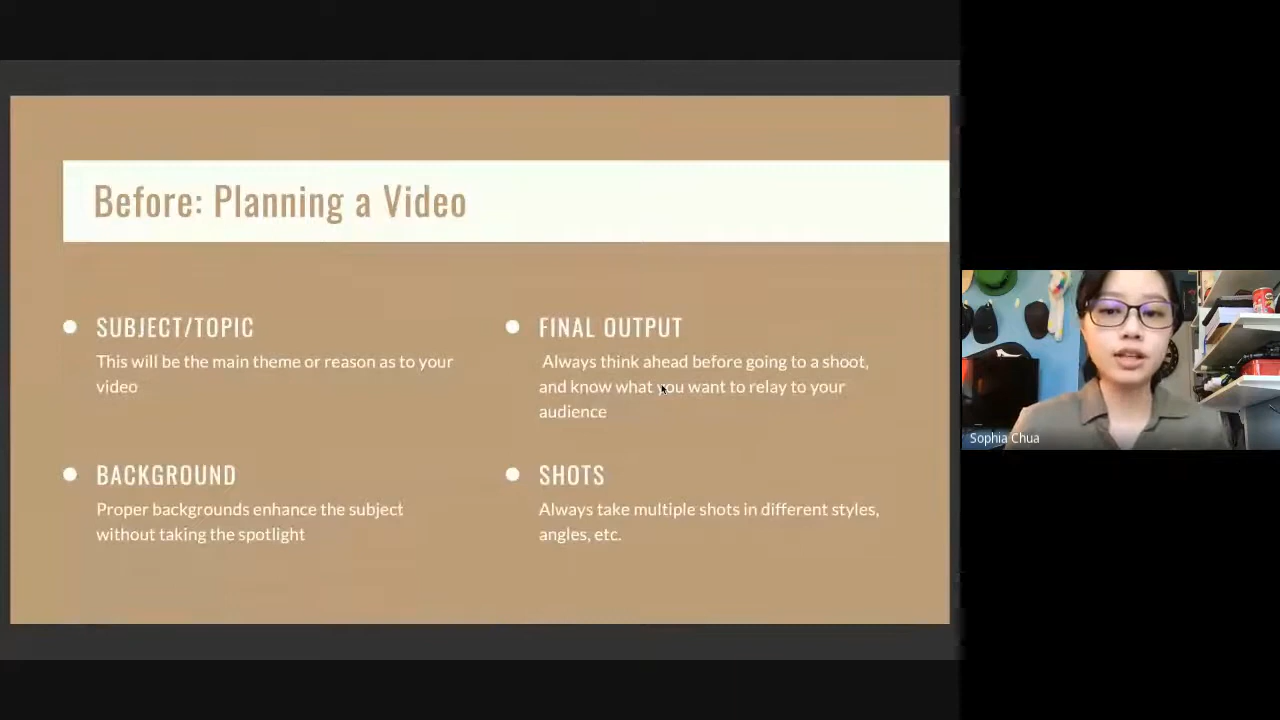 Before: Planning a Video
SUBJECT/TOPIC
This will be the main theme or reason as to your
video
FINAL OUTPUT
Always think ahead before going to a shoot,
and know what you want to relay to your
audience
BACKGROUND
Proper backgrounds enhance the subject
without taking the spotlight
SHOTS
Always take multiple shots in different styles,
angles, etc.
Sophia Chua